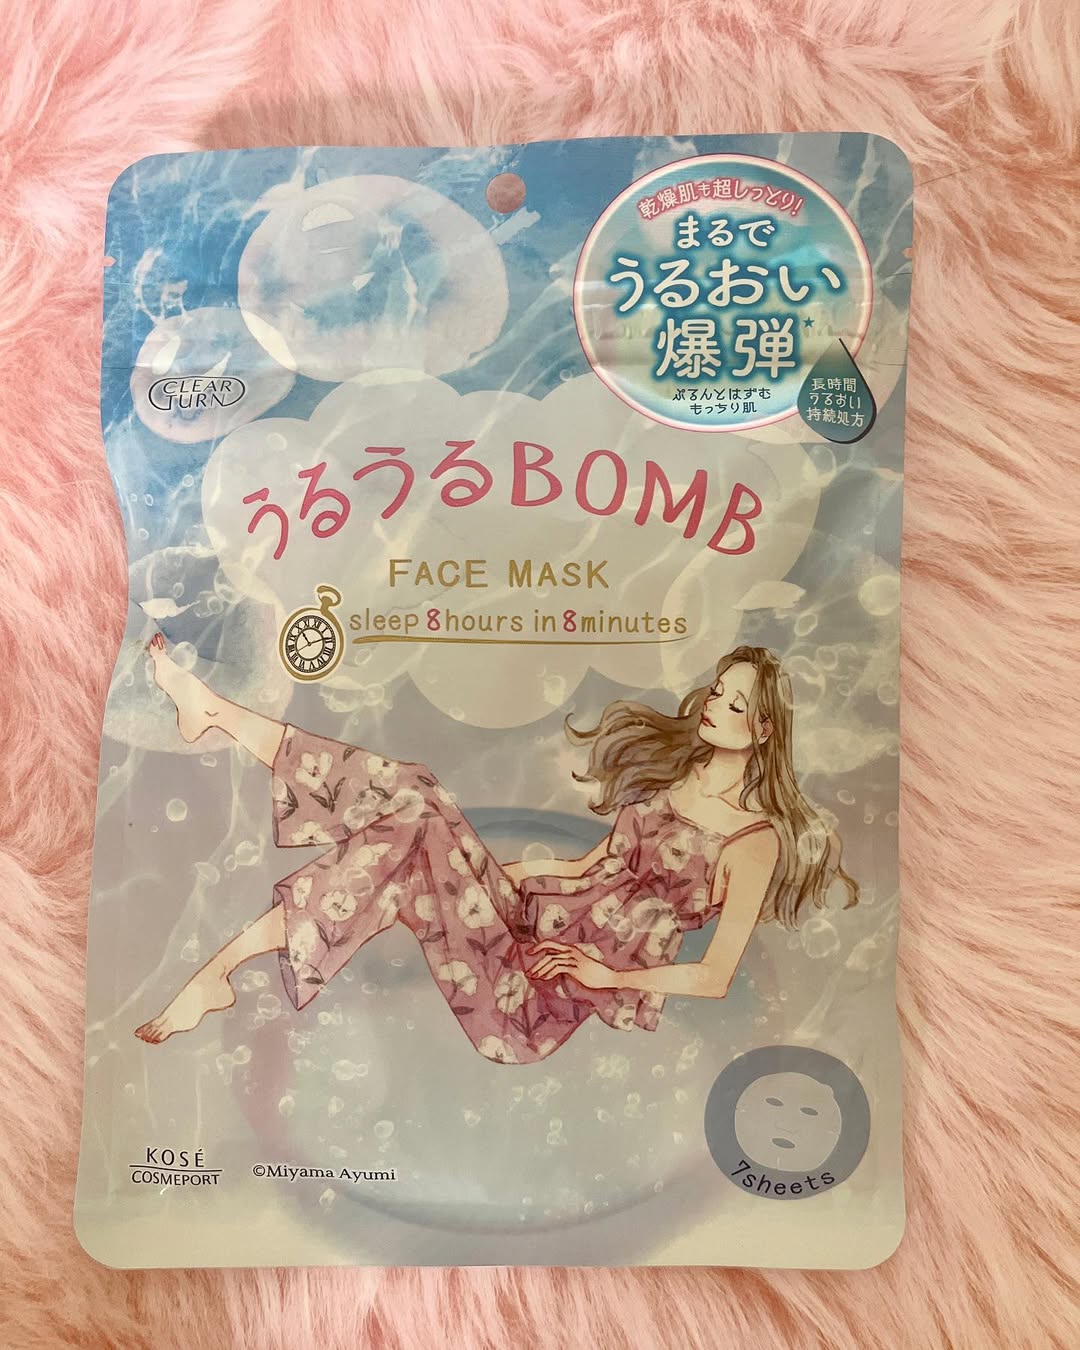 乾燥肌も超しっとり!
まるで
うるおい
爆弾★
ぷるんとはずむ
もっちり肌
長時間
うるおい
持続処方
CLEAR
TURN
うるうるBOMB
FACE MASK
sleep 8hours in 8minutes
7sheets
KOSÉ
COSMEPORT
©Miyama Ayumi